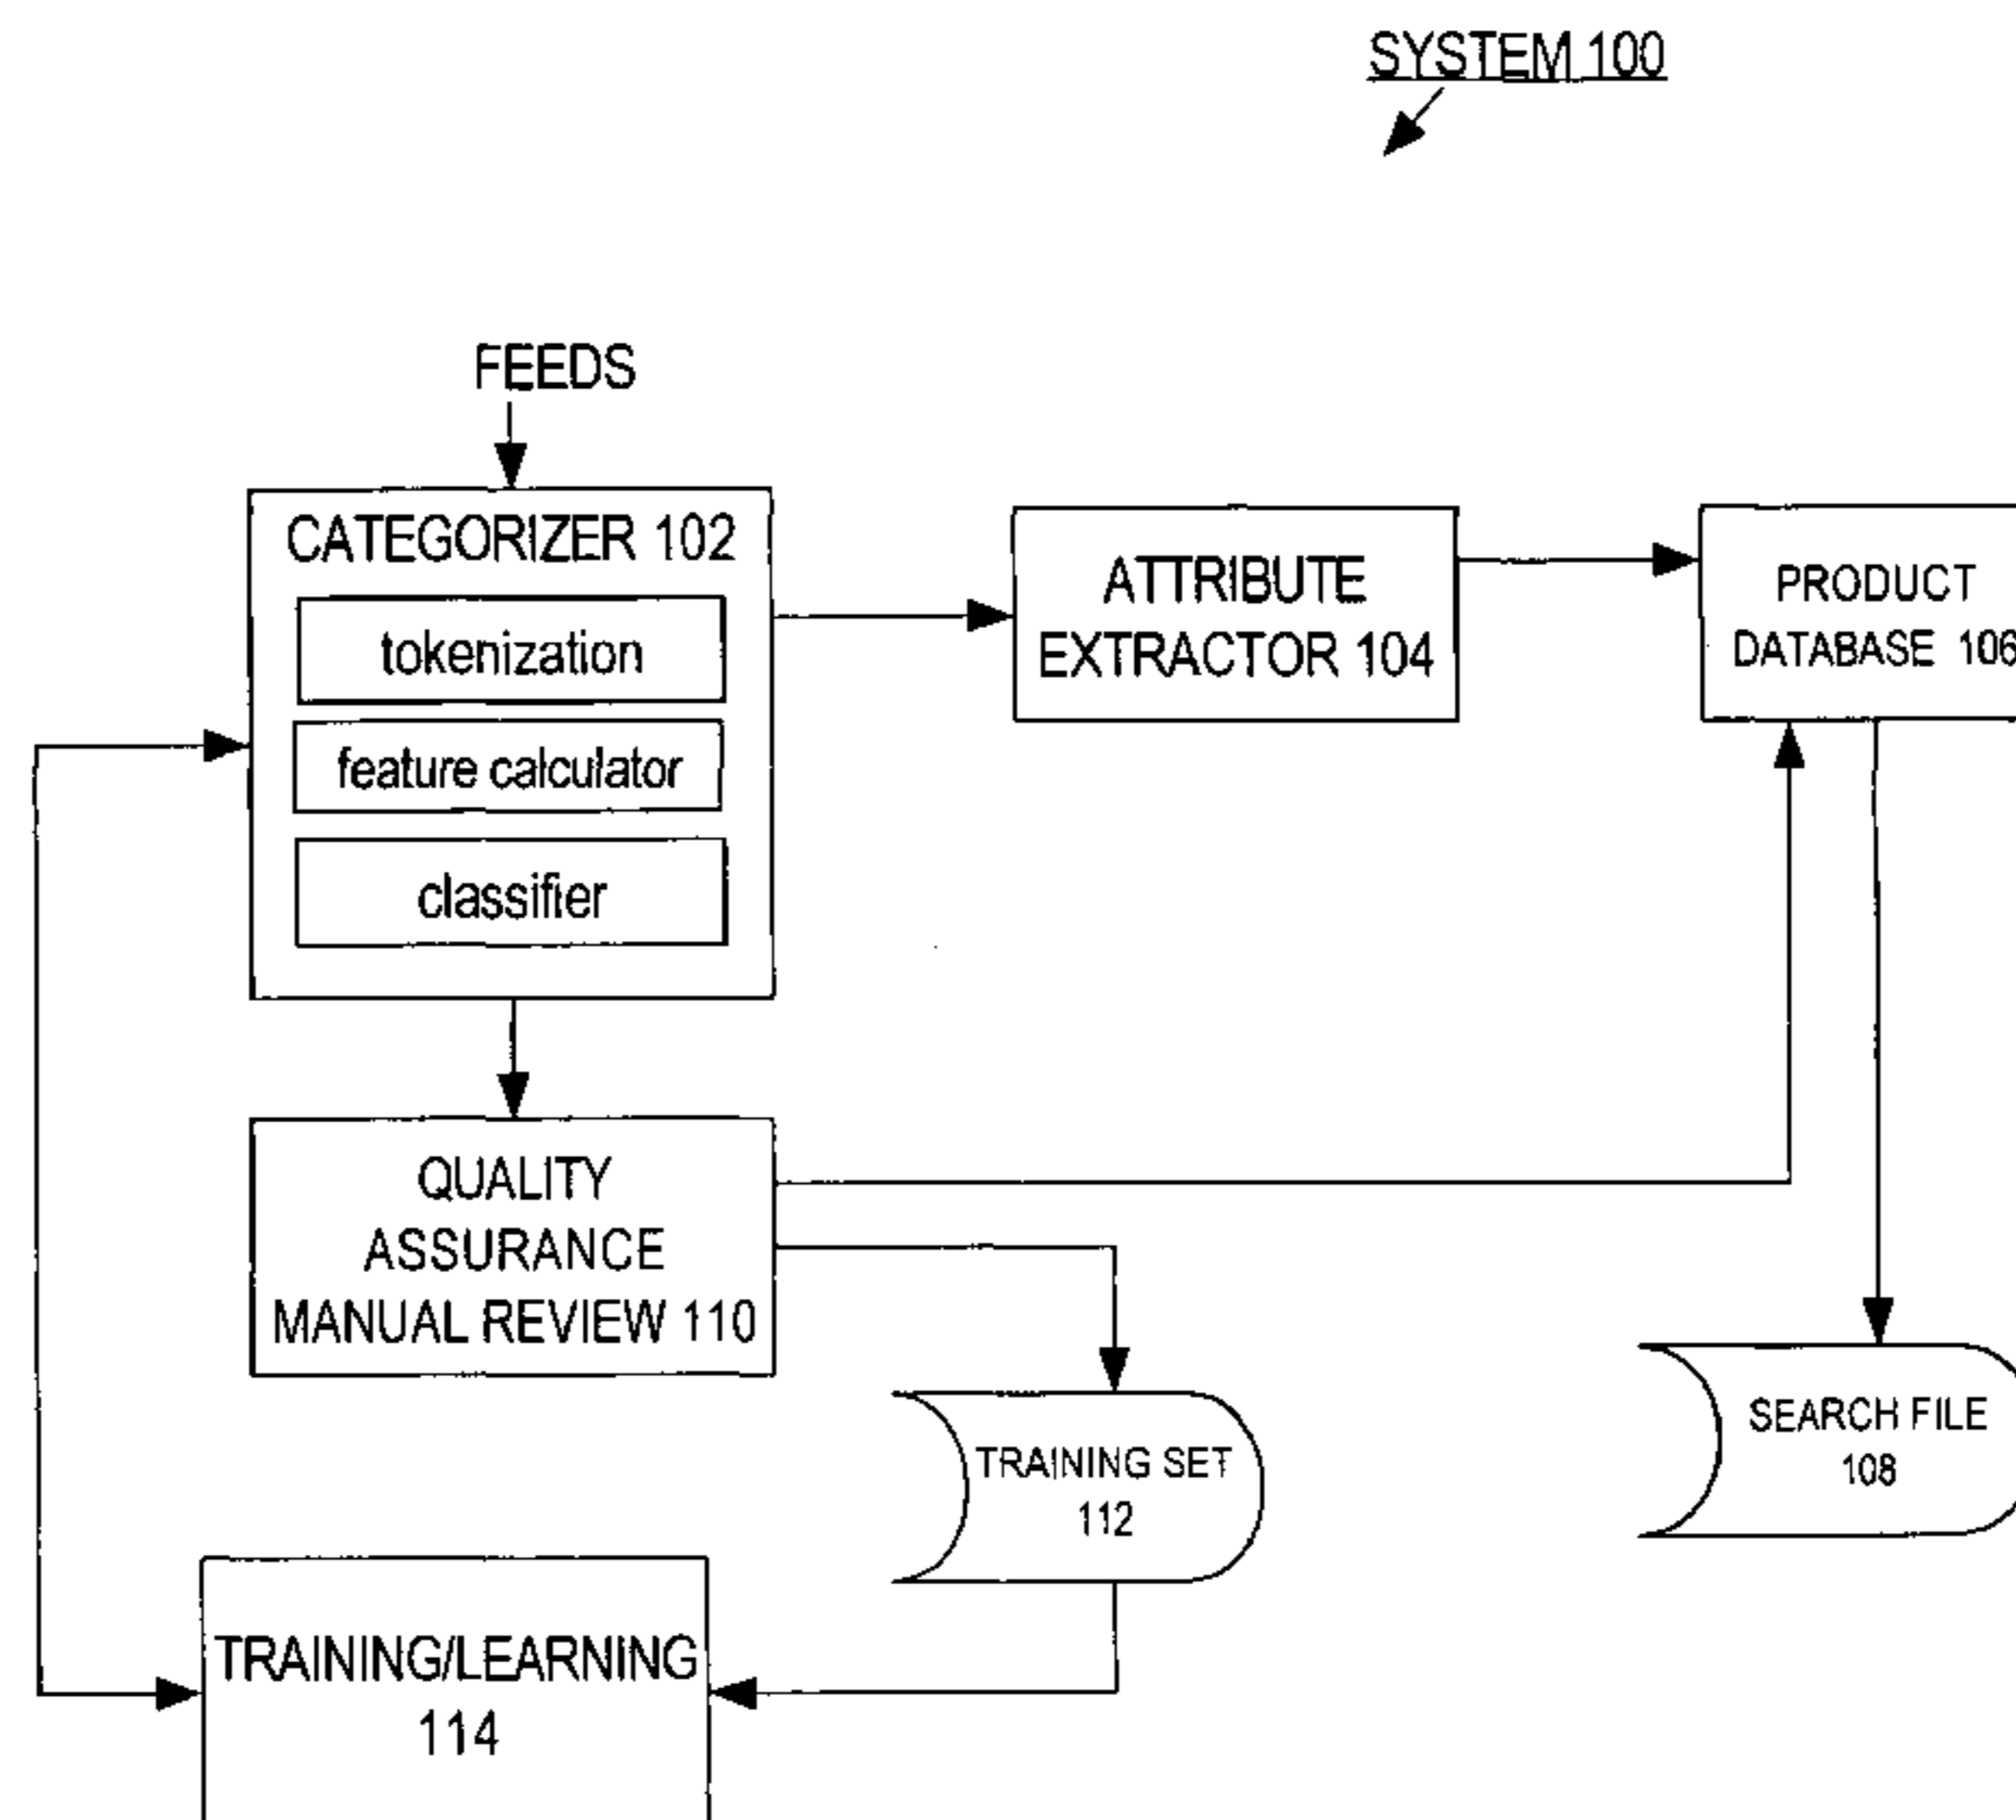 SYSTEM 100
FEEDS
CATEGORIZER 102
tokenization
feature calculator
classifier
ATTRIBUTE
EXTRACTOR 104
PRODUCT
DATABASE 106
QUALITY
ASSURANCE
MANUAL REVIEW 110
TRAINING SET
112
SEARCH FILE
108
TRAINING/LEARNING
114